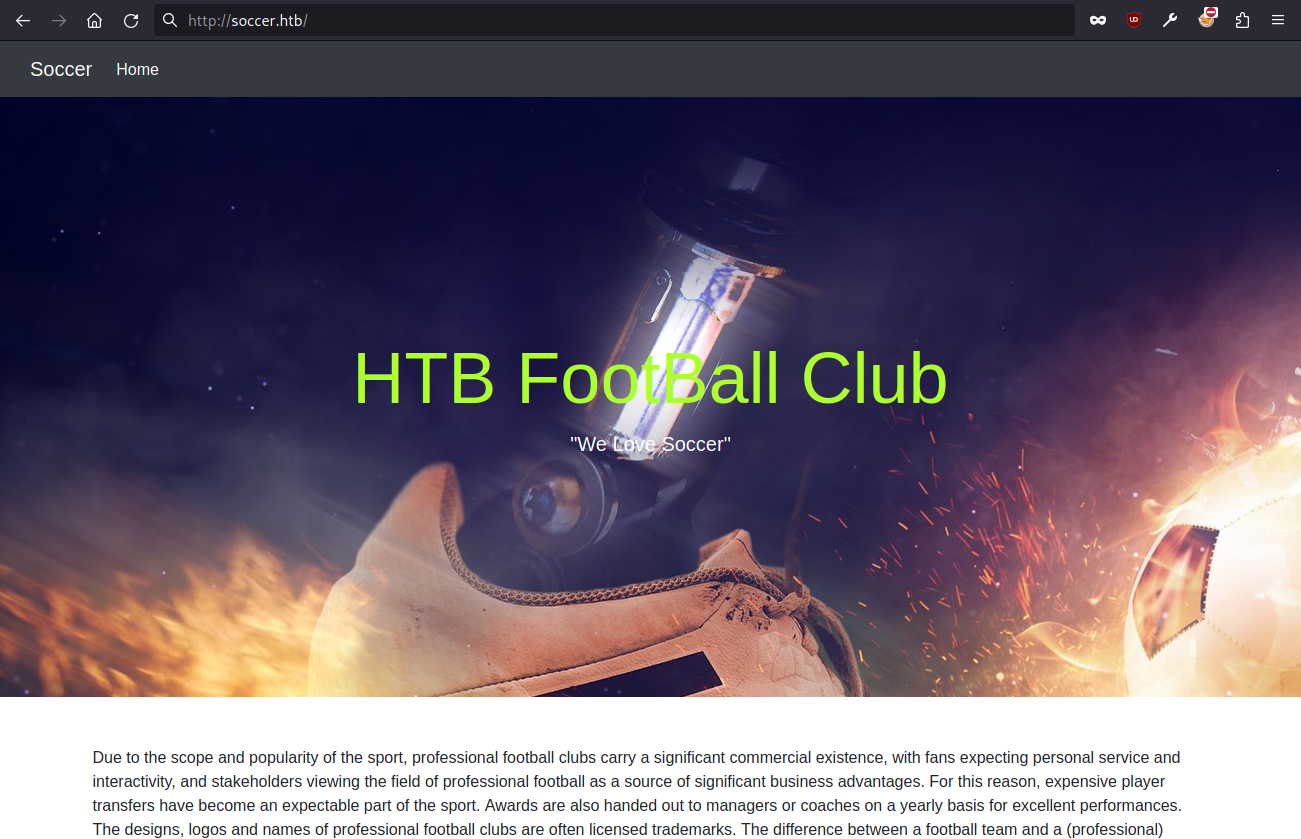 http://soccer.htb/
Soccer Home
HTB FootBall Club
"We Love Soccer"
Due to the scope and popularity of the sport, professional football clubs carry a significant commercial existence, with fans expecting personal service and
interactivity, and stakeholders viewing the field of professional football as a source of significant business advantages. For this reason, expensive player
transfers have become an expectable part of the sport. Awards are also handed out to managers or coaches on a yearly basis for excellent performances.
The designs, logos and names of professional football clubs are often licensed trademarks. The difference between a football team and a (professional)